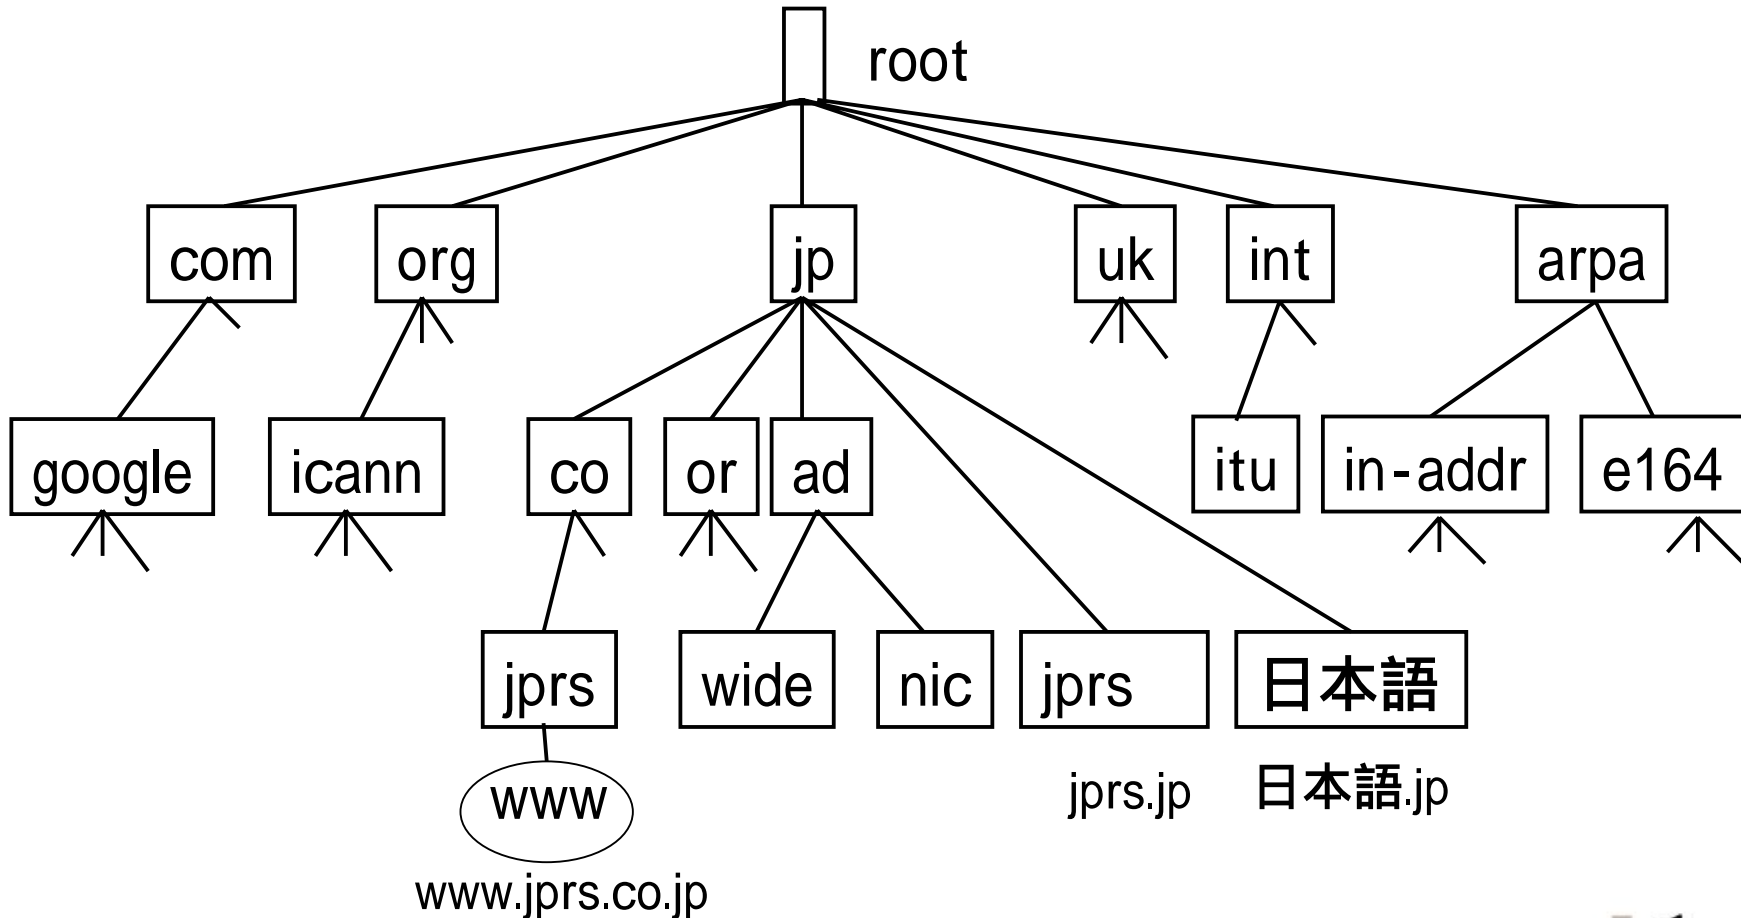 root
com
org
jp
uk
int
arpa
google
icann
co
or
ad
itu
in-addr
e164
jprs
wide
nic
jprs
日本語
www
jprs.jp
日本語.jp
www.jprs.co.jp